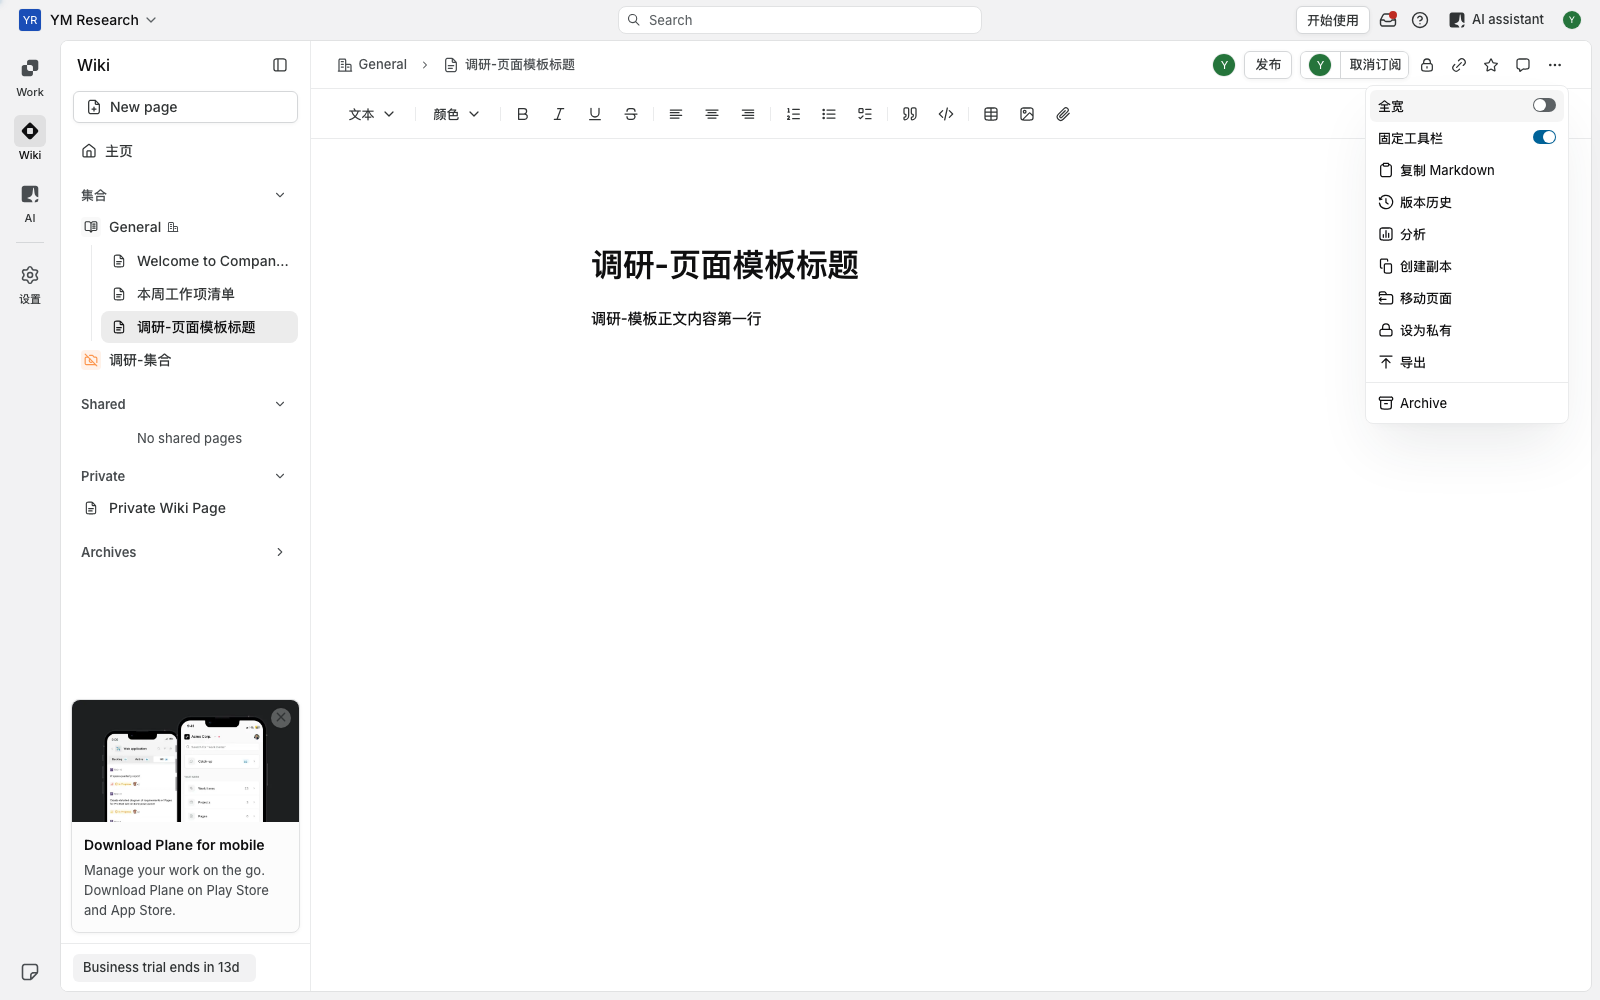 YR YM Research
Search
开始使用
AI assistant
Y
Work
Wiki
AI
设置
Wiki
New page
主页
集合
General
Welcome to Compan...
本周工作项清单
调研-页面模板标题
调研-集合
Shared
No shared pages
Private
Private Wiki Page
Archives
Download Plane for mobile
Manage your work on the go.
Download Plane on Play Store
and App Store.
Business trial ends in 13d
General
调研-页面模板标题
Y
发布
Y
取消订阅
文本
颜色
调研-页面模板标题
调研-模板正文内容第一行
全宽
固定工具栏
复制 Markdown
版本历史
分析
创建副本
移动页面
设为私有
导出
Archive